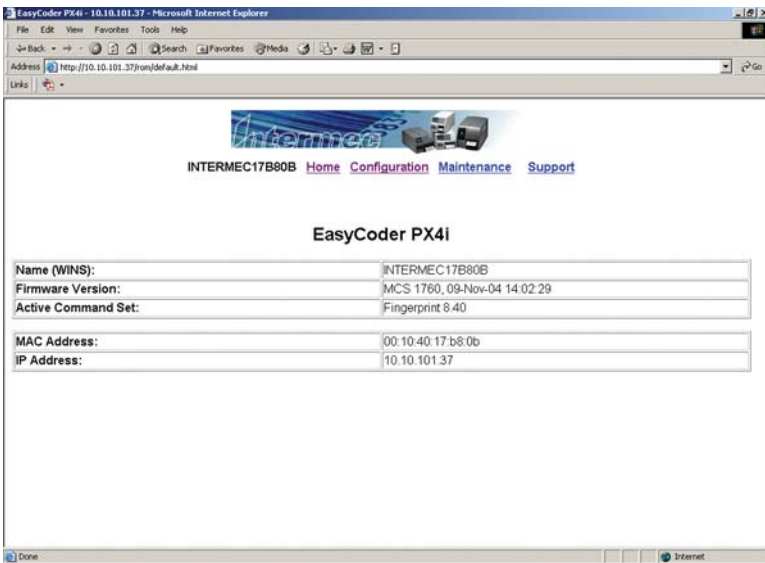 EasyCoder PX4i - 10.10.101.37 - Microsoft Internet Explorer
File Edit View Favorites Tools Help
Back Search Favorites Media
Address http://10.10.101.37/rom/default.html Go
Links
Intermec
INTERMEC17B80B Home Configuration Maintenance Support
EasyCoder PX4i
Name (WINS): INTERMEC17B80B
Firmware Version: MCS 1760, 09-Nov-04 14:02:29
Active Command Set: Fingerprint 8.40
MAC Address: 00:10:40:17:b8:0b
IP Address: 10.10.101.37
Done Internet